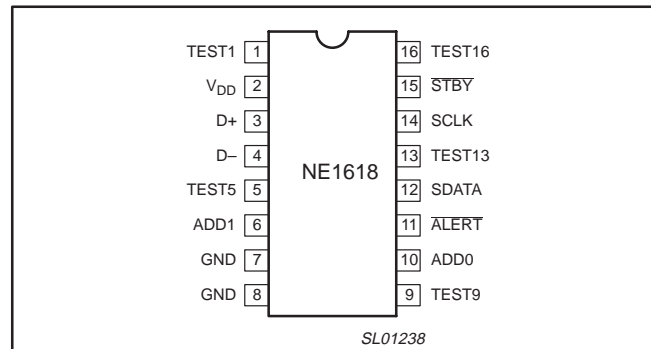 TEST1 1 16 TEST16
VDD 2 15 STBY
D+ 3 14 SCLK
D– 4 13 TEST13
NE1618
TEST5 5 12 SDATA
ADD1 6 11 ALERT
GND 7 10 ADD0
GND 8 9 TEST9
SL01238